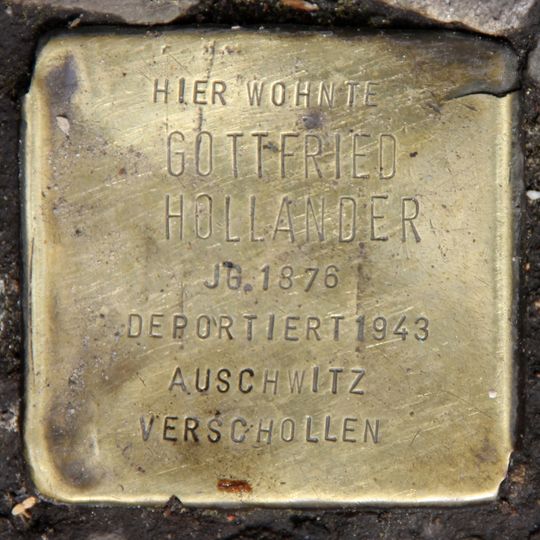 HIER WOHNTE
GOTTFRIED
HOLLANDER
JG. 1876
DEPORTIERT 1943
AUSCHWITZ
VERSCHOLLEN